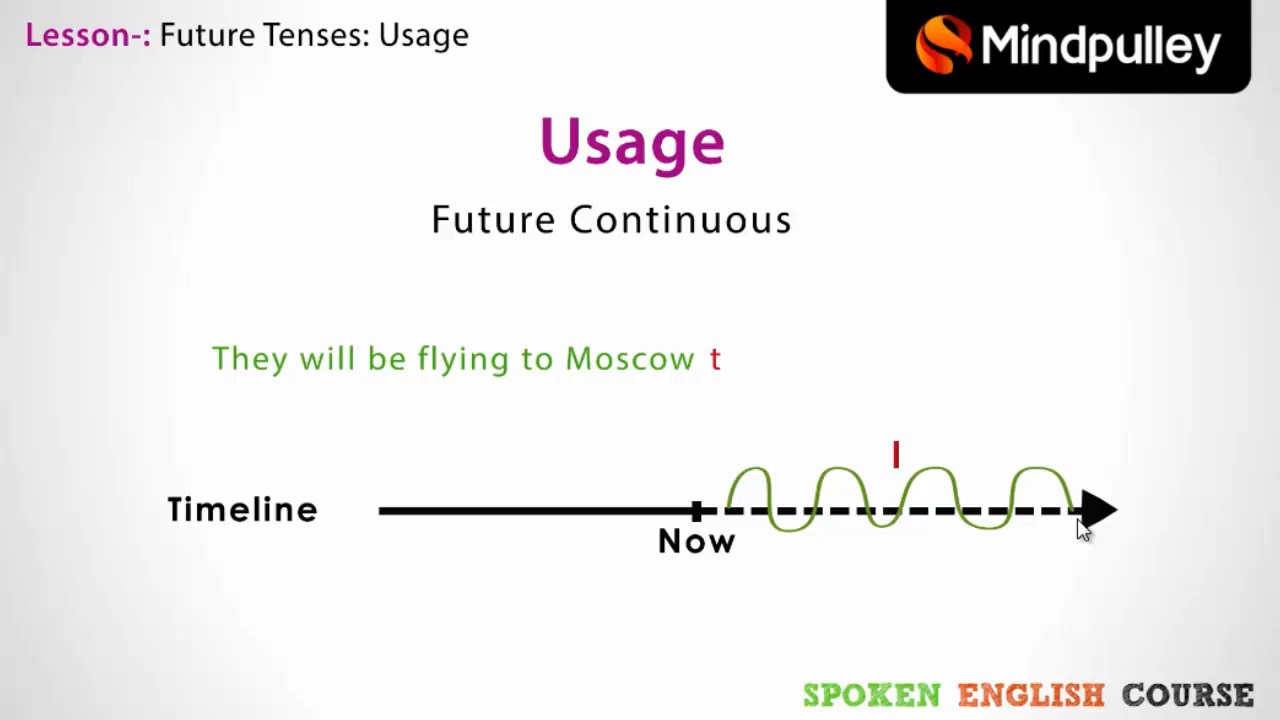 Lesson-: Future Tenses: Usage
Mindpulley
Usage
Future Continuous
They will be flying to Moscow t
Timeline
Now
SPOKEN ENGLISH COURSE